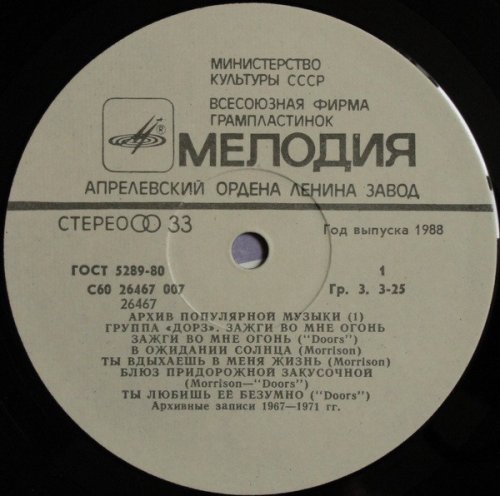 МИНИСТЕРСТВО
КУЛЬТУРЫ СССР
ВСЕСОЮЗНАЯ ФИРМА
ГРАМПЛАСТИНОК
® МЕЛОДИЯ
АПРЕЛЕВСКИЙ ОРДЕНА ЛЕНИНА ЗАВОД
СТЕРЕО 33
Год выпуска 1988
ГОСТ 5289-80 1
С60 26467 007 Гр. 3. 3-25
26467
АРХИВ ПОПУЛЯРНОЙ МУЗЫКИ (1)
ГРУППА «ДОРЗ». ЗАЖГИ ВО МНЕ ОГОНЬ
ЗАЖГИ ВО МНЕ ОГОНЬ ("Doors")
В ОЖИДАНИИ СОЛНЦА (Morrison)
ТЫ ВДЫХАЕШЬ В МЕНЯ ЖИЗНЬ (Morrison)
БЛЮЗ ПРИДОРОЖНОЙ ЗАКУСОЧНОЙ
(Morrison—"Doors")
ТЫ ЛЮБИШЬ ЕЁ БЕЗУМНО ("Doors")
Архивные записи 1967—1971 гг.